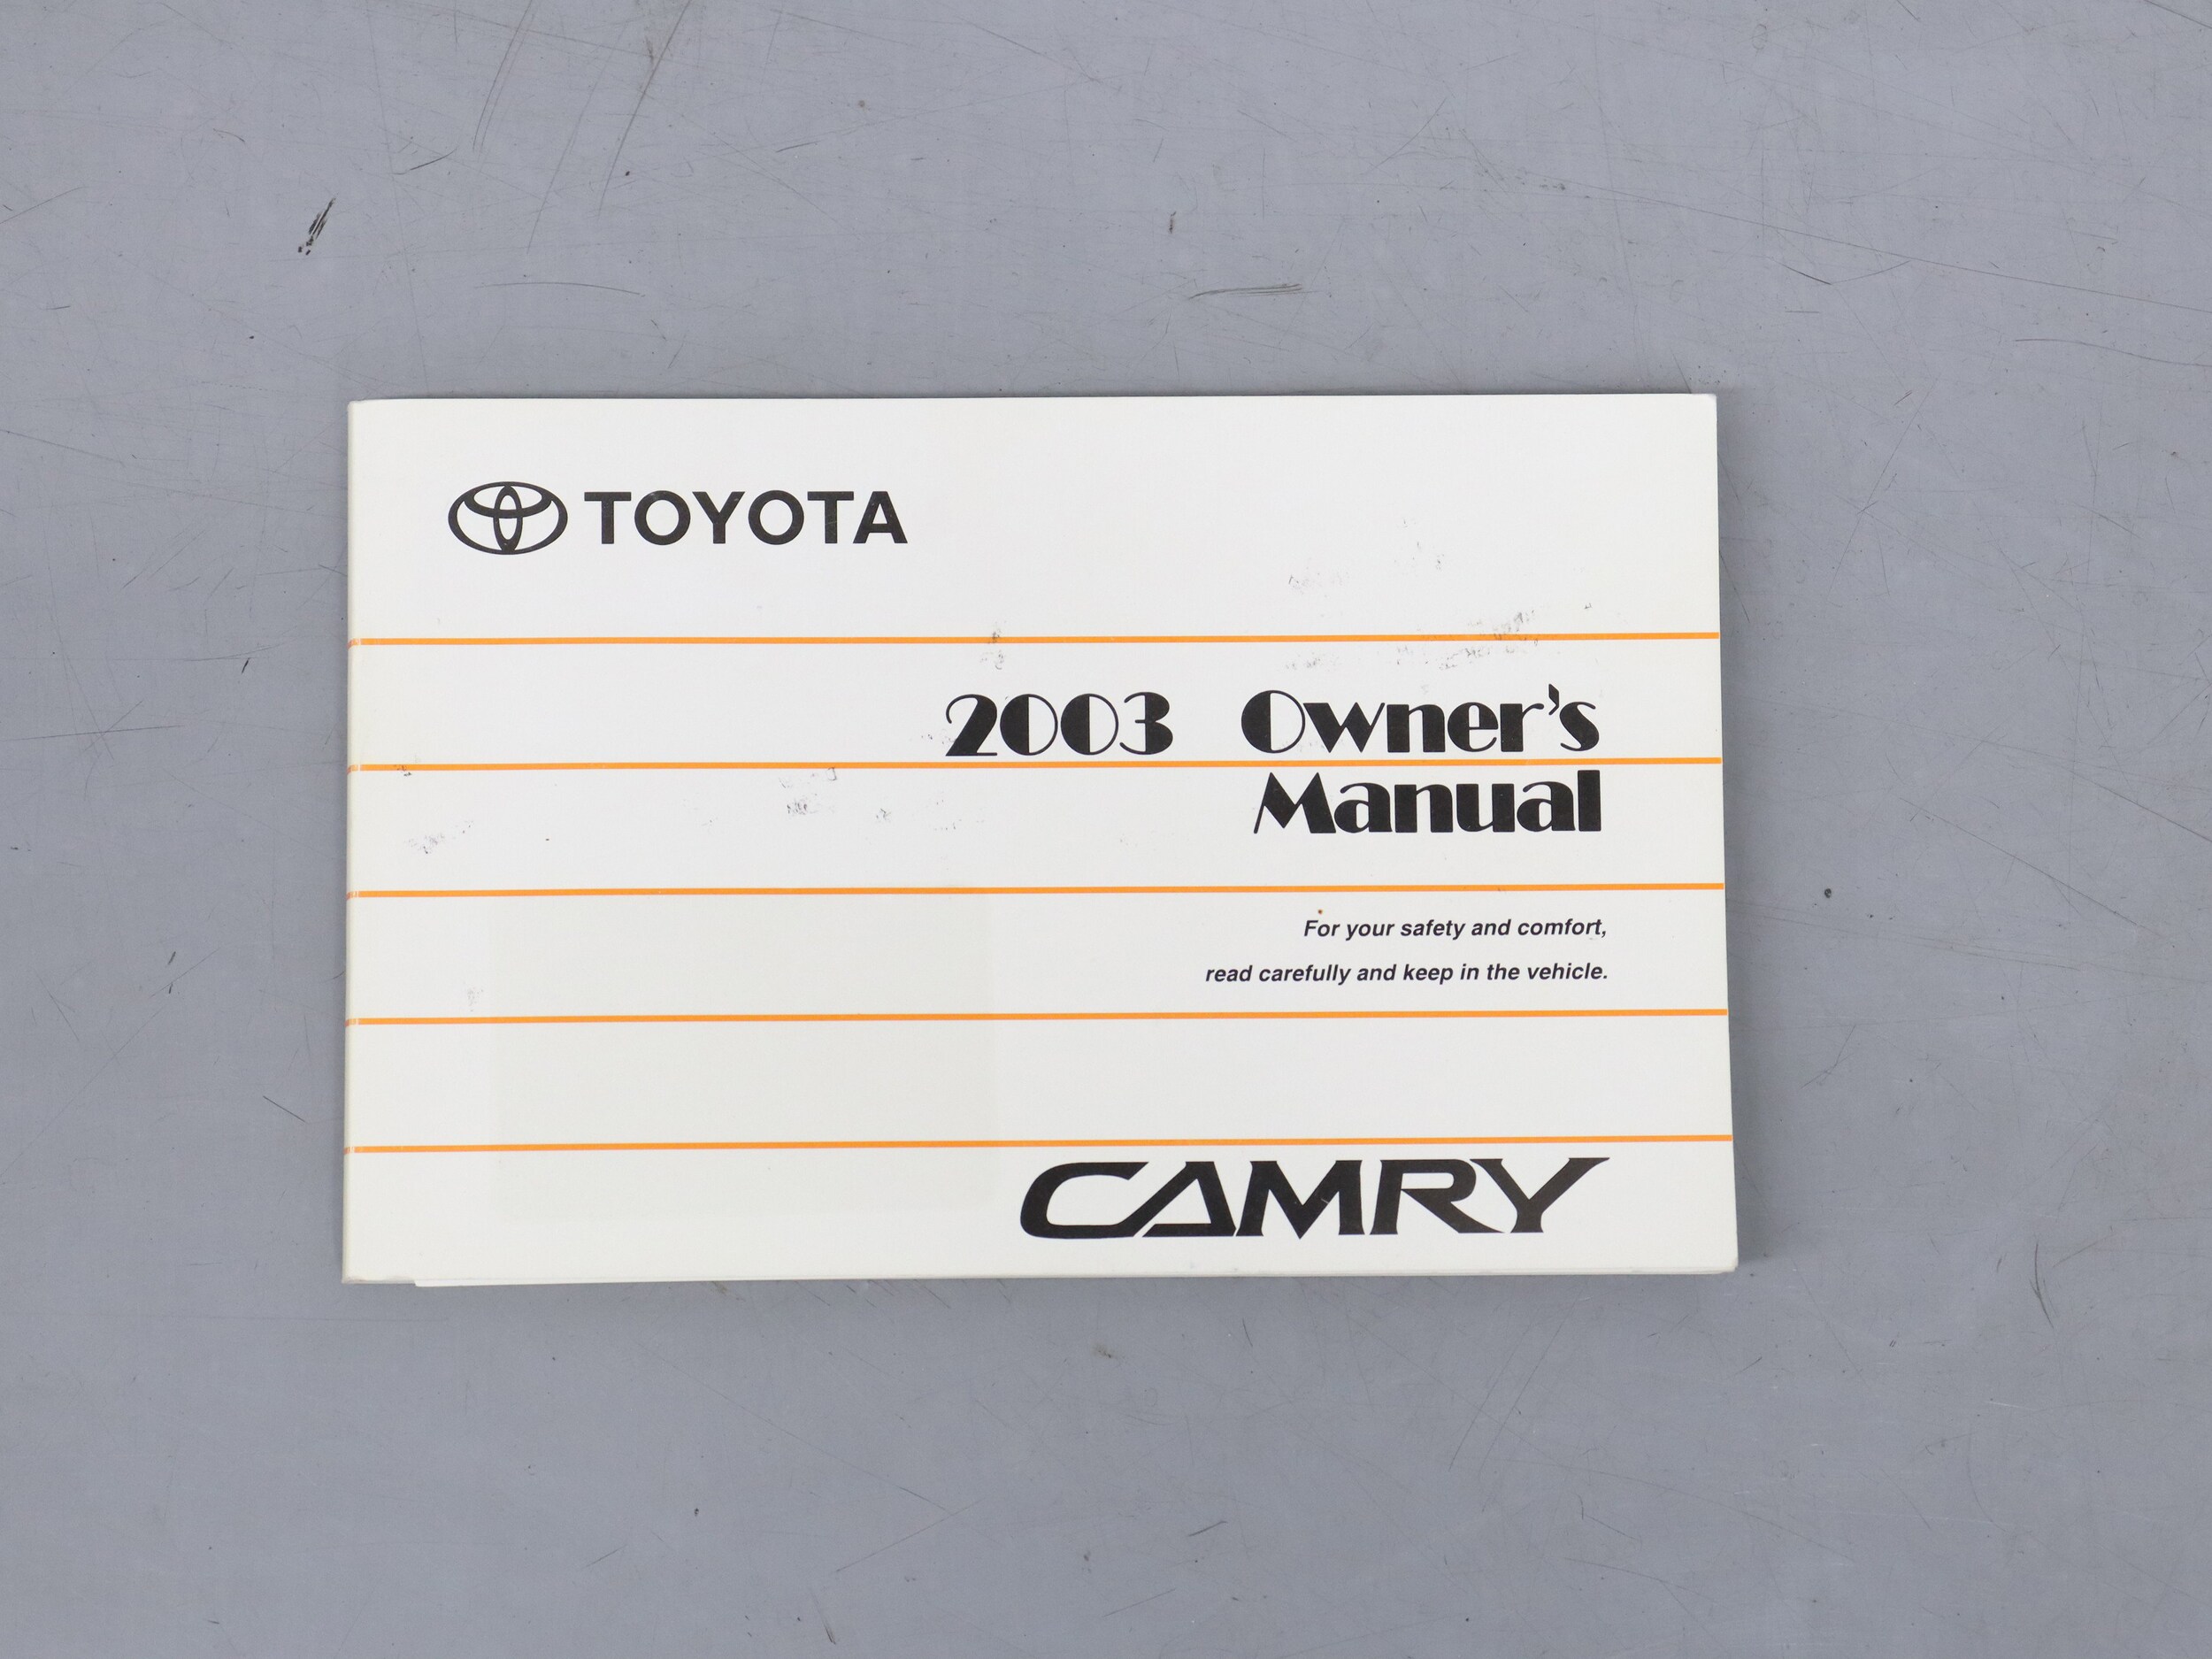 TOYOTA
2003 Owner's
Manual
For your safety and comfort,
read carefully and keep in the vehicle.
CAMRY